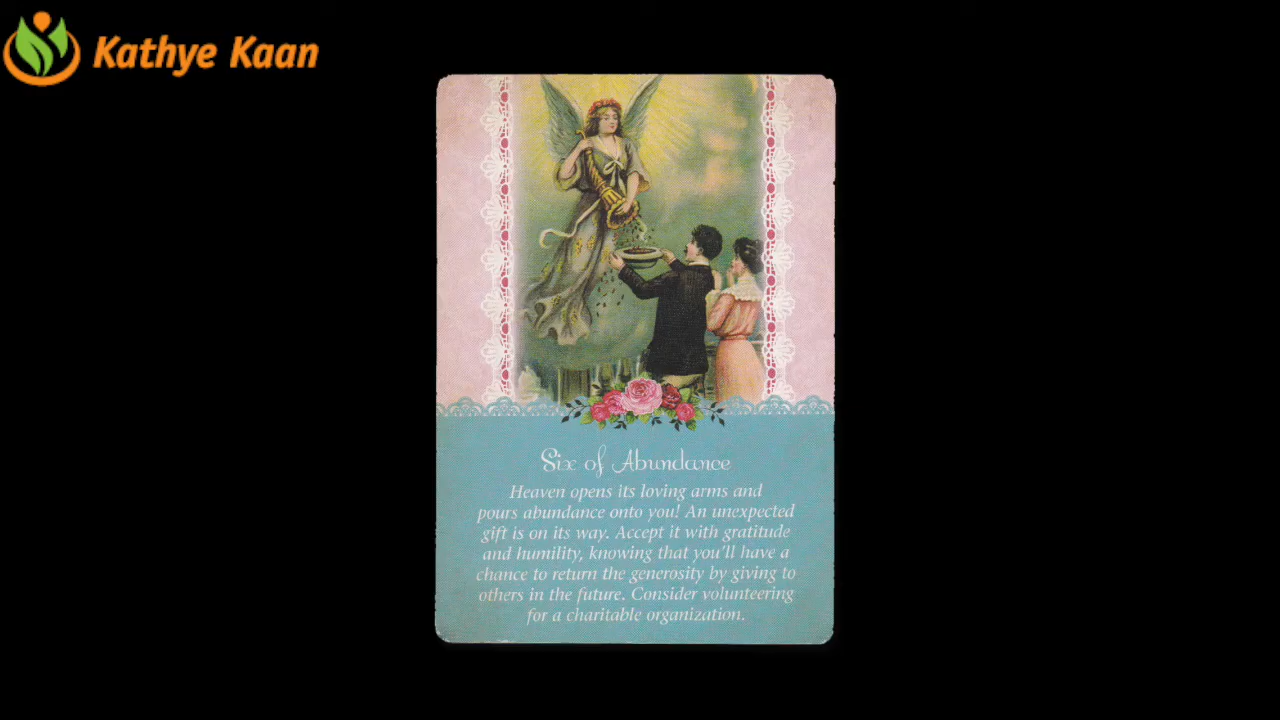 Kathye Kaan
Six of Abundance
Heaven opens its loving arms and
pours abundance onto you! An unexpected
gift is on its way. Accept it with gratitude
and humility, knowing that you'll have a
chance to return the generosity by giving to
others in the future. Consider volunteering
for a charitable organization.